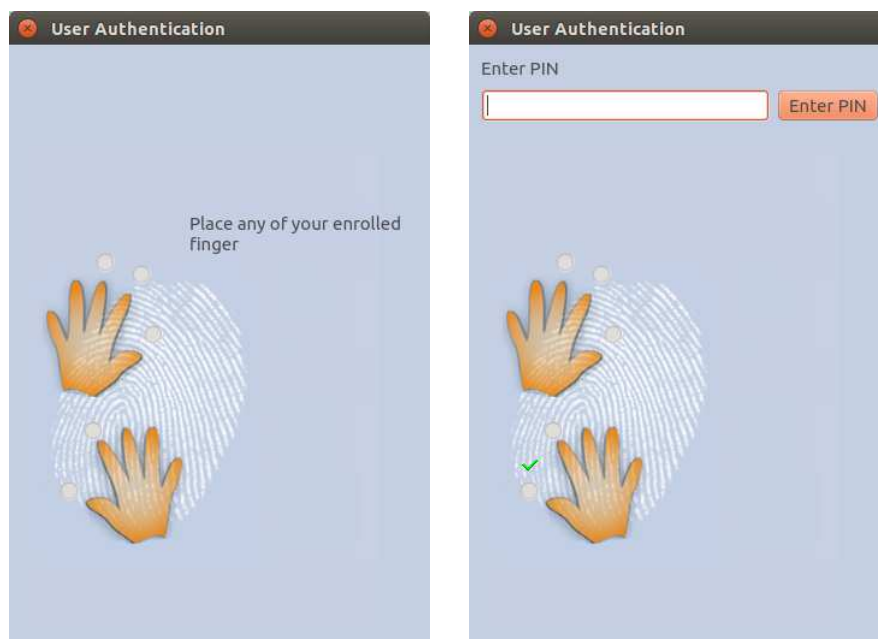 User Authentication
Place any of your enrolled
finger
User Authentication
Enter PIN
Enter PIN